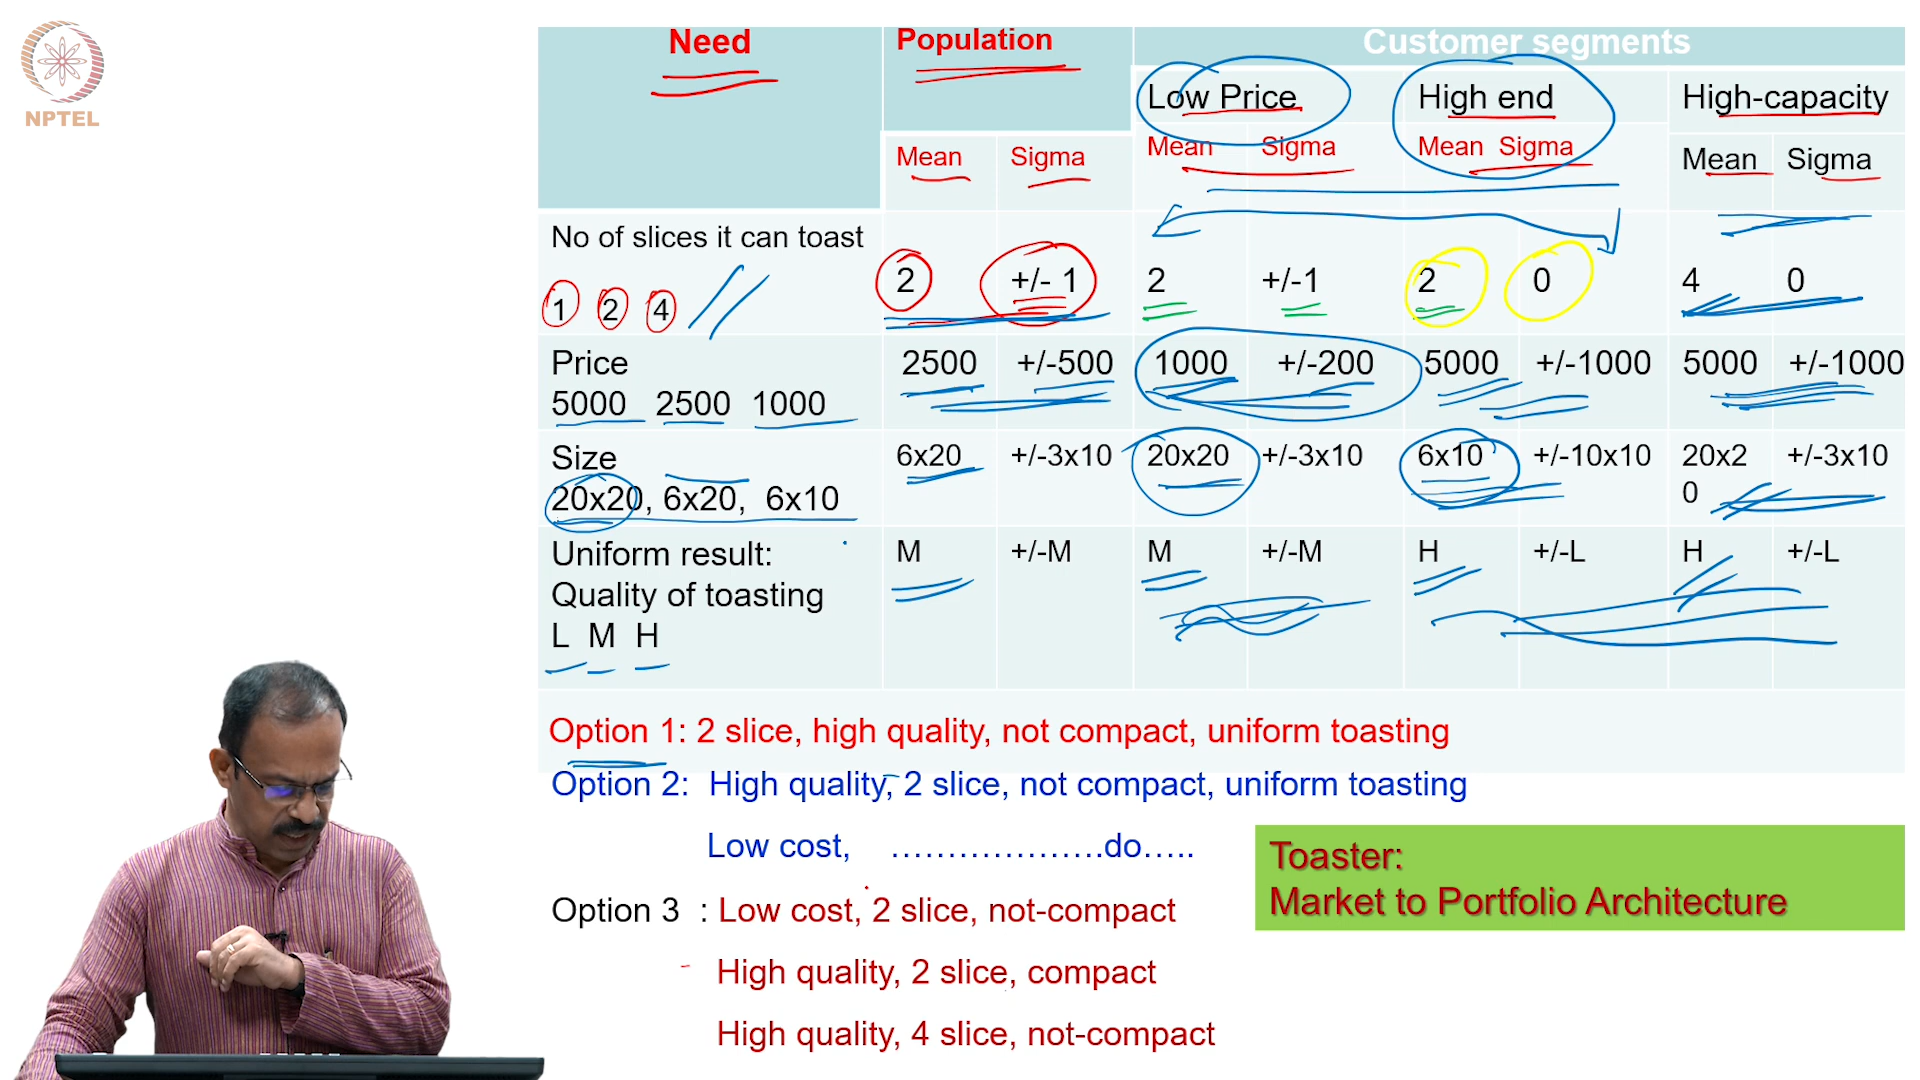 NPTEL
Need Population Customer segments
Low Price High end High-capacity
Mean Sigma Mean Sigma Mean Sigma Mean Sigma
No of slices it can toast
1 2 4 2 +/- 1 2 +/-1 2 0 4 0
Price 2500 +/-500 1000 +/-200 5000 +/-1000 5000 +/-1000
5000 2500 1000
Size 6x20 +/-3x10 20x20 +/-3x10 6x10 +/-10x10 20x2 +/-3x10
20x20, 6x20, 6x10 0
Uniform result: M +/-M M +/-M H +/-L H +/-L
Quality of toasting
L M H
Option 1: 2 slice, high quality, not compact, uniform toasting
Option 2: High quality, 2 slice, not compact, uniform toasting
Low cost, ………………….do…..
Option 3 : Low cost, 2 slice, not-compact
High quality, 2 slice, compact
High quality, 4 slice, not-compact
Toaster:
Market to Portfolio Architecture